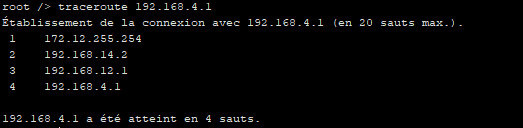 root /> traceroute 192.168.4.1
Établissement de la connexion avec 192.168.4.1 (en 20 sauts max.).
1 172.12.255.254
2 192.168.14.2
3 192.168.12.1
4 192.168.4.1
192.168.4.1 a été atteint en 4 sauts.